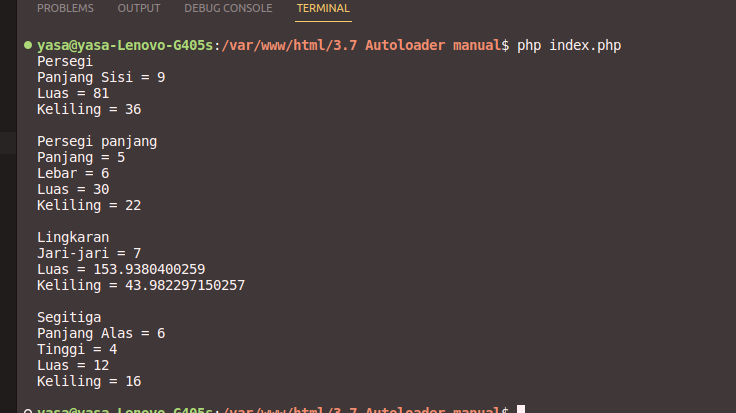 PROBLEMS OUTPUT DEBUG CONSOLE TERMINAL
yasa@yasa-Lenovo-G405s:/var/www/html/3.7 Autoloader manual$ php index.php
Persegi
Panjang Sisi = 9
Luas = 81
Keliling = 36
Persegi panjang
Panjang = 5
Lebar = 6
Luas = 30
Keliling = 22
Lingkaran
Jari-jari = 7
Luas = 153.9380400259
Keliling = 43.982297150257
Segitiga
Panjang Alas = 6
Tinggi = 4
Luas = 12
Keliling = 16
yasa@yasa-Lenovo-G405s:/var/www/html/3.7 Autoloader manual$